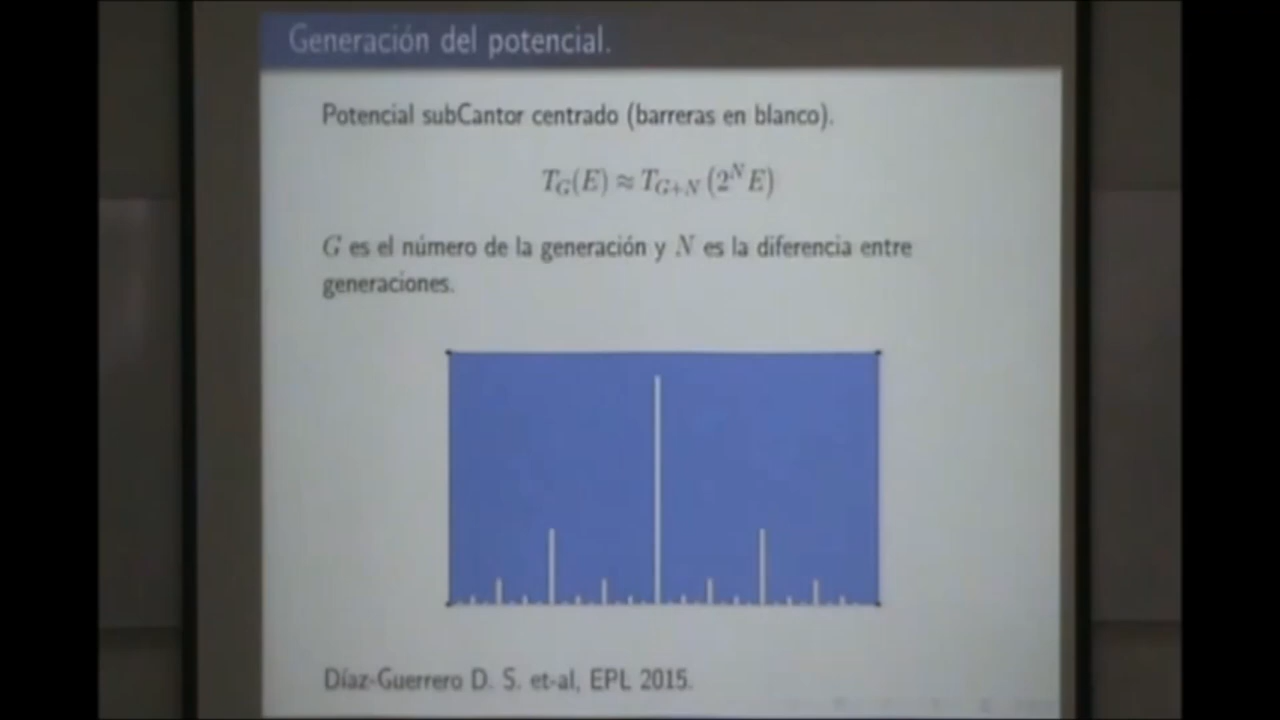 Generación del potencial.
Potencial subCantor centrado (barreras en blanco).
T_G(E) ≈ T_{G+N}(2^N E)
G es el número de la generación y N es la diferencia entre
generaciones.
Díaz-Guerrero D. S. et-al, EPL 2015.